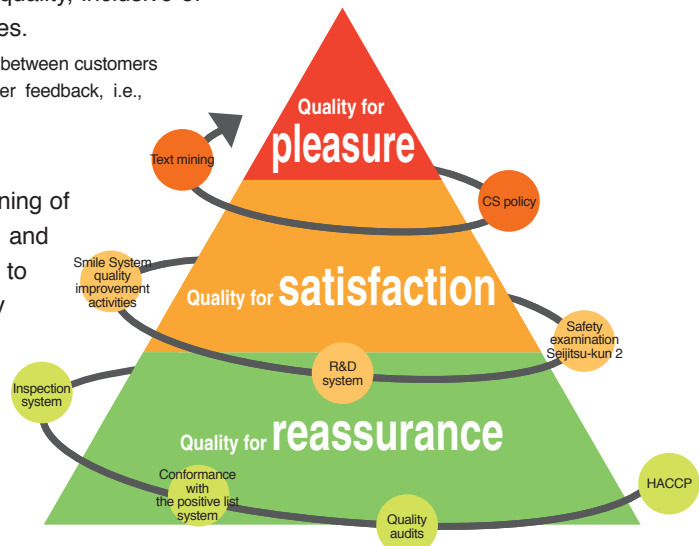 quality, inclusive of
es.
between customers
er feedback, i.e.,
ning of
and
to
Quality for
pleasure
Text mining
CS policy
Quality for satisfaction
Smile System
quality
improvement
activities
Safety
examination
Seijitsu-kun 2
R&D
system
Quality for reassurance
Inspection
system
Conformance
with
the positive list
system
Quality
audits
HACCP